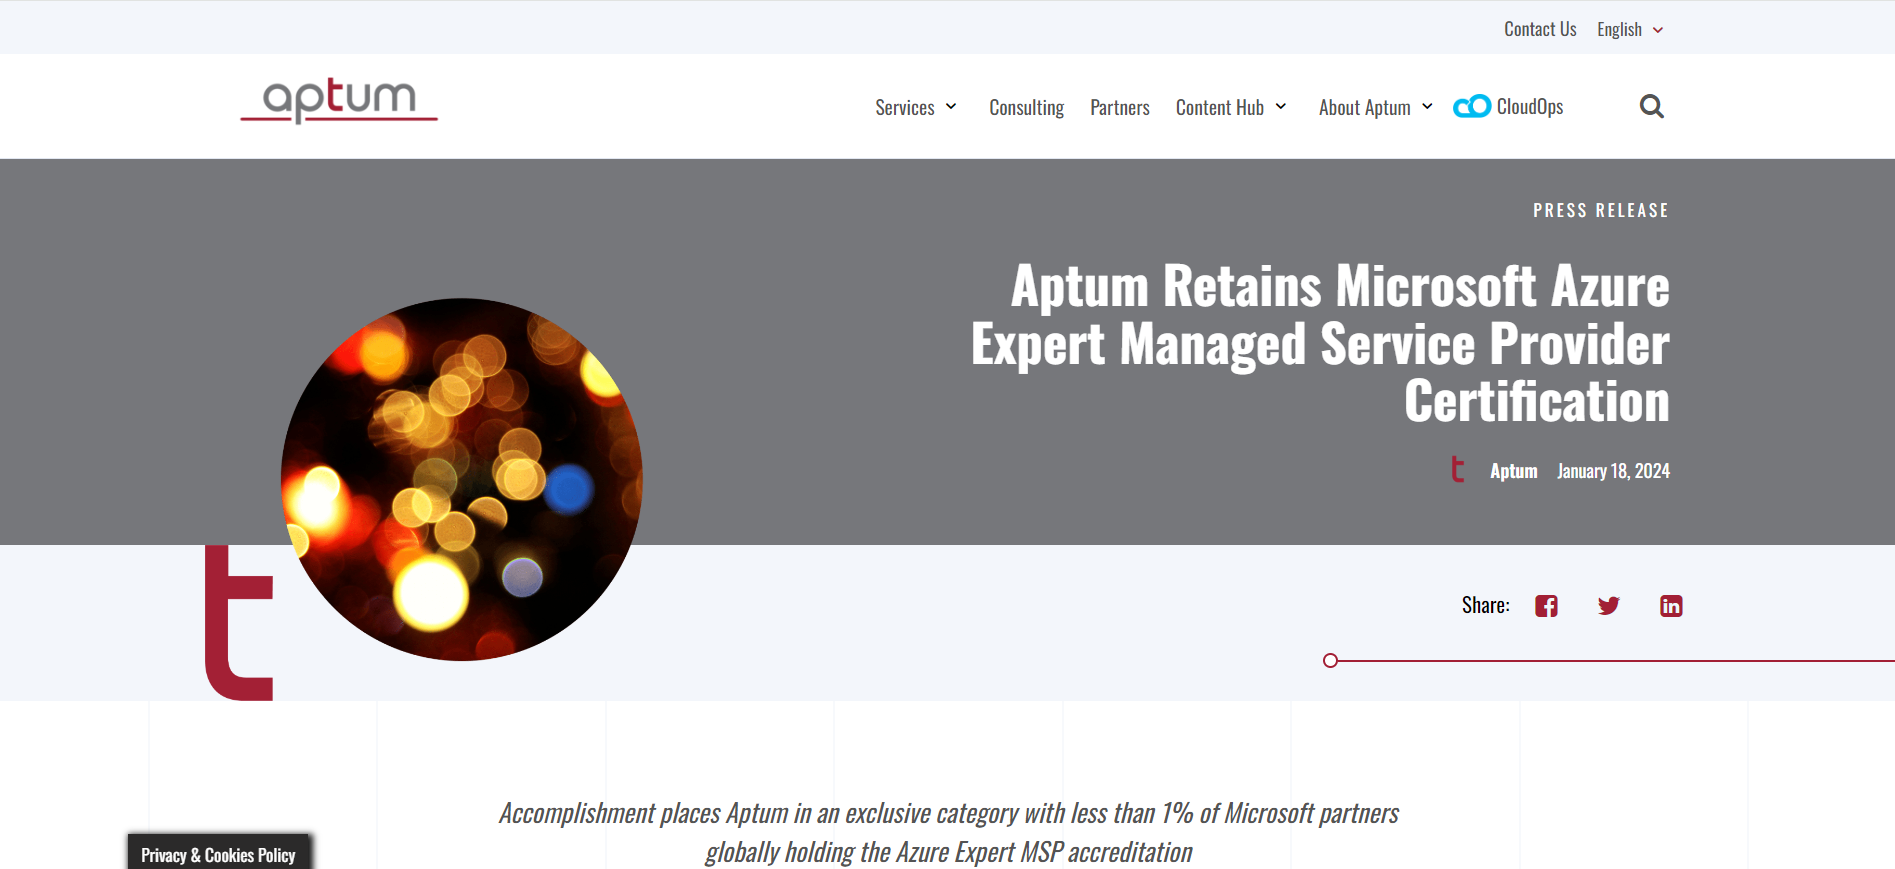 Contact Us English
aptum
Services Consulting Partners Content Hub About Aptum CloudOps
PRESS RELEASE
Aptum Retains Microsoft Azure
Expert Managed Service Provider
Certification
t Aptum January 18, 2024
t
Share:
Accomplishment places Aptum in an exclusive category with less than 1% of Microsoft partners
globally holding the Azure Expert MSP accreditation
Privacy & Cookies Policy